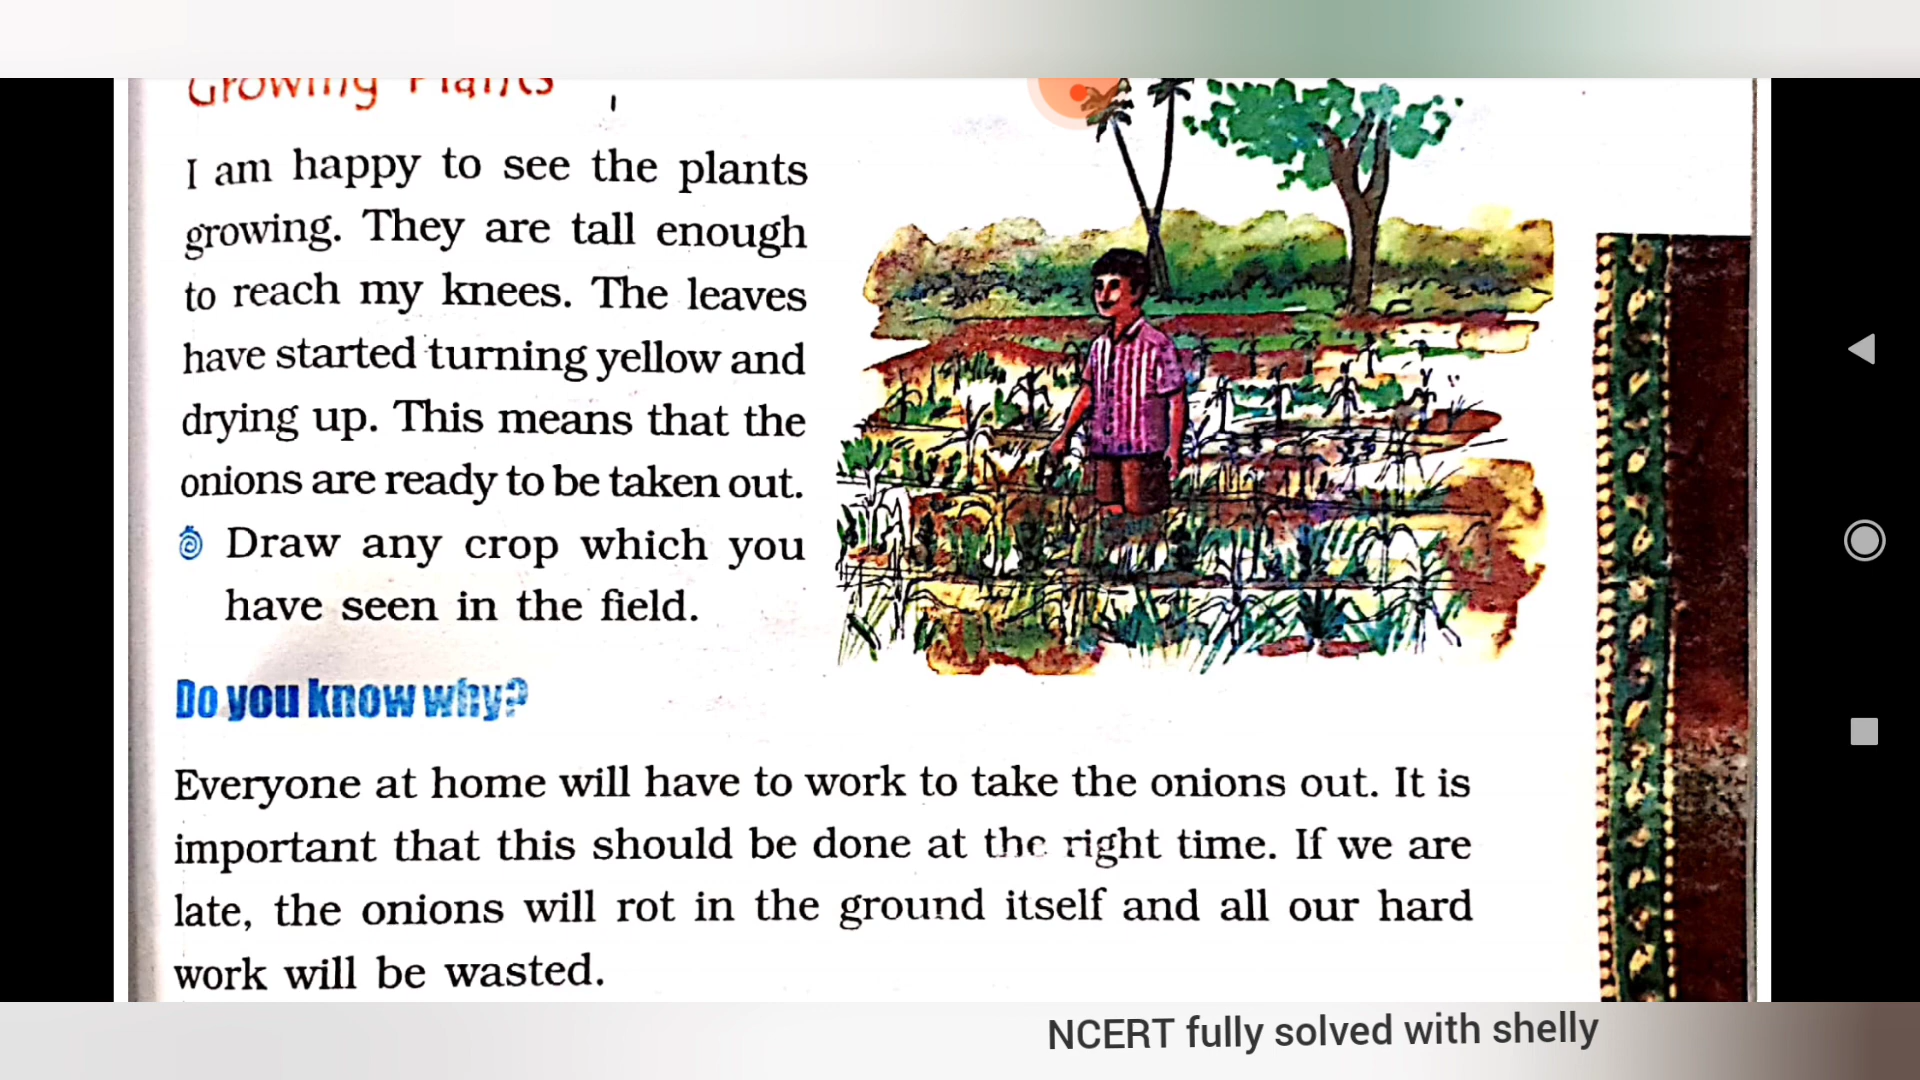 Growing Plants
I am happy to see the plants
growing. They are tall enough
to reach my knees. The leaves
have started turning yellow and
drying up. This means that the
onions are ready to be taken out.
Draw any crop which you
have seen in the field.
Do you know why?
Everyone at home will have to work to take the onions out. It is
important that this should be done at the right time. If we are
late, the onions will rot in the ground itself and all our hard
work will be wasted.
NCERT fully solved with shelly